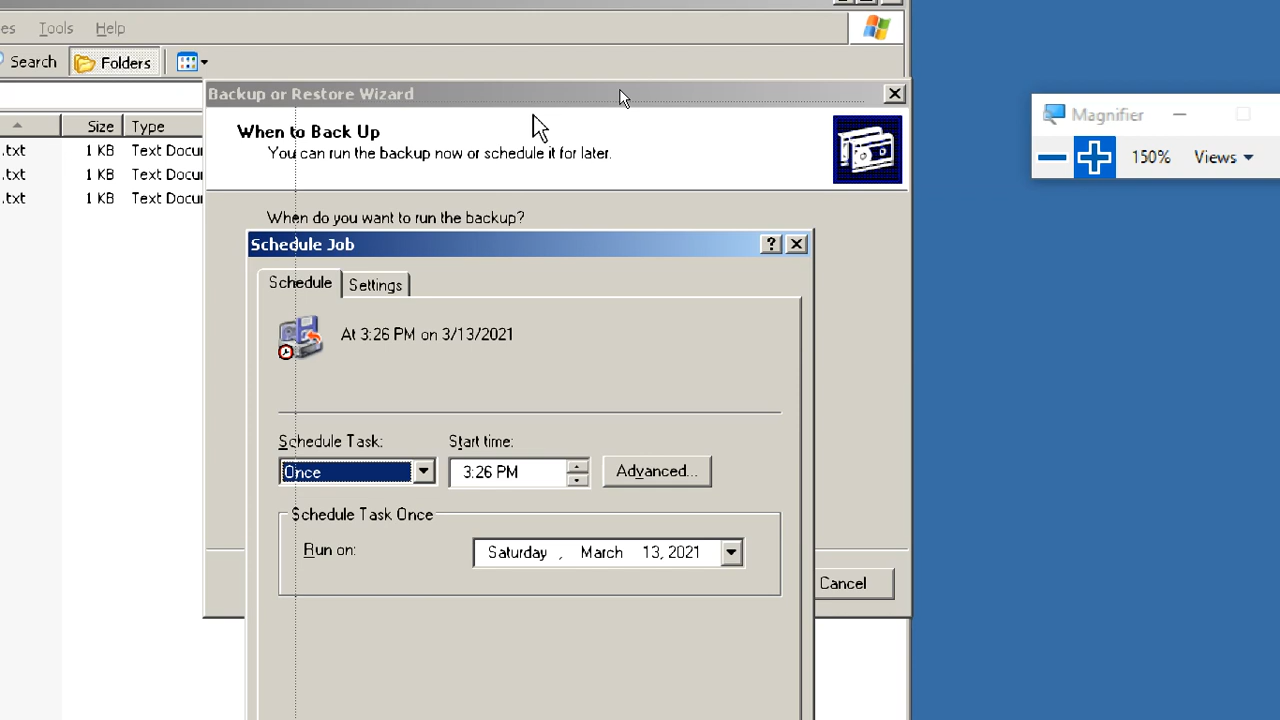 es Tools Help
Search Folders
Backup or Restore Wizard
Magnifier
Size Type
When to Back Up
You can run the backup now or schedule it for later.
.txt 1 KB Text Docu
150% Views
.txt 1 KB Text Docu
.txt 1 KB Text Docu
When do you want to run the backup?
Schedule Job
Schedule Settings
At 3:26 PM on 3/13/2021
Schedule Task: Start time:
Once 3:26 PM Advanced...
Schedule Task Once
Run on: Saturday , March 13, 2021
Cancel